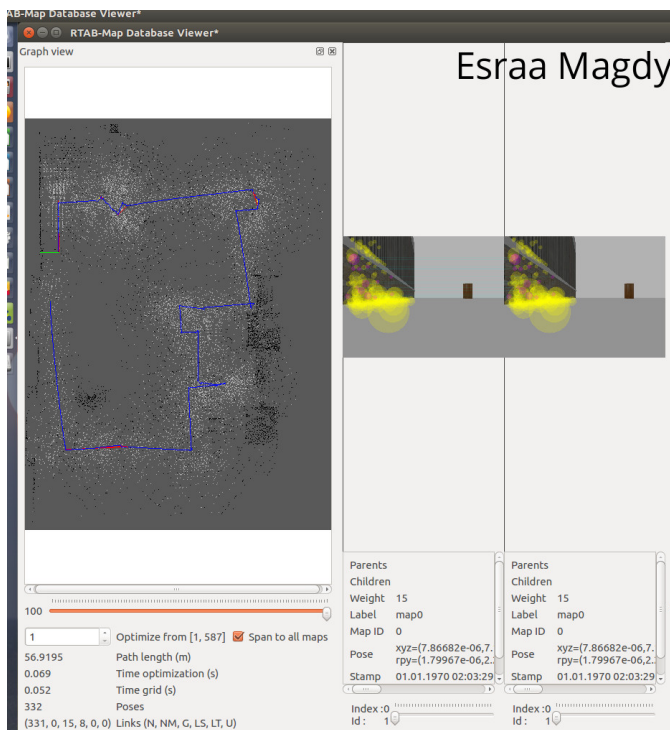 AB-Map Database Viewer*
RTAB-Map Database Viewer*
Graph view
Esraa Magdy
100
1
Optimize from [1, 587]
Span to all maps
56.9195 Path length (m)
0.069 Time optimization (s)
0.052 Time grid (s)
332 Poses
(331, 0, 15, 8, 0, 0) Links (N, NM, G, LS, LT, U)
Parents
Children
Weight 15
Label map0
Map ID 0
Pose xyz=(7.86682e-06,7.
rpy=(1.79967e-06,2.
Stamp 01.01.1970 02:03:29
Index :0
Id : 1
Parents
Children
Weight 15
Label map0
Map ID 0
Pose xyz=(7.86682e-06,7.
rpy=(1.79967e-06,2.
Stamp 01.01.1970 02:03:29
Index :0
Id : 1